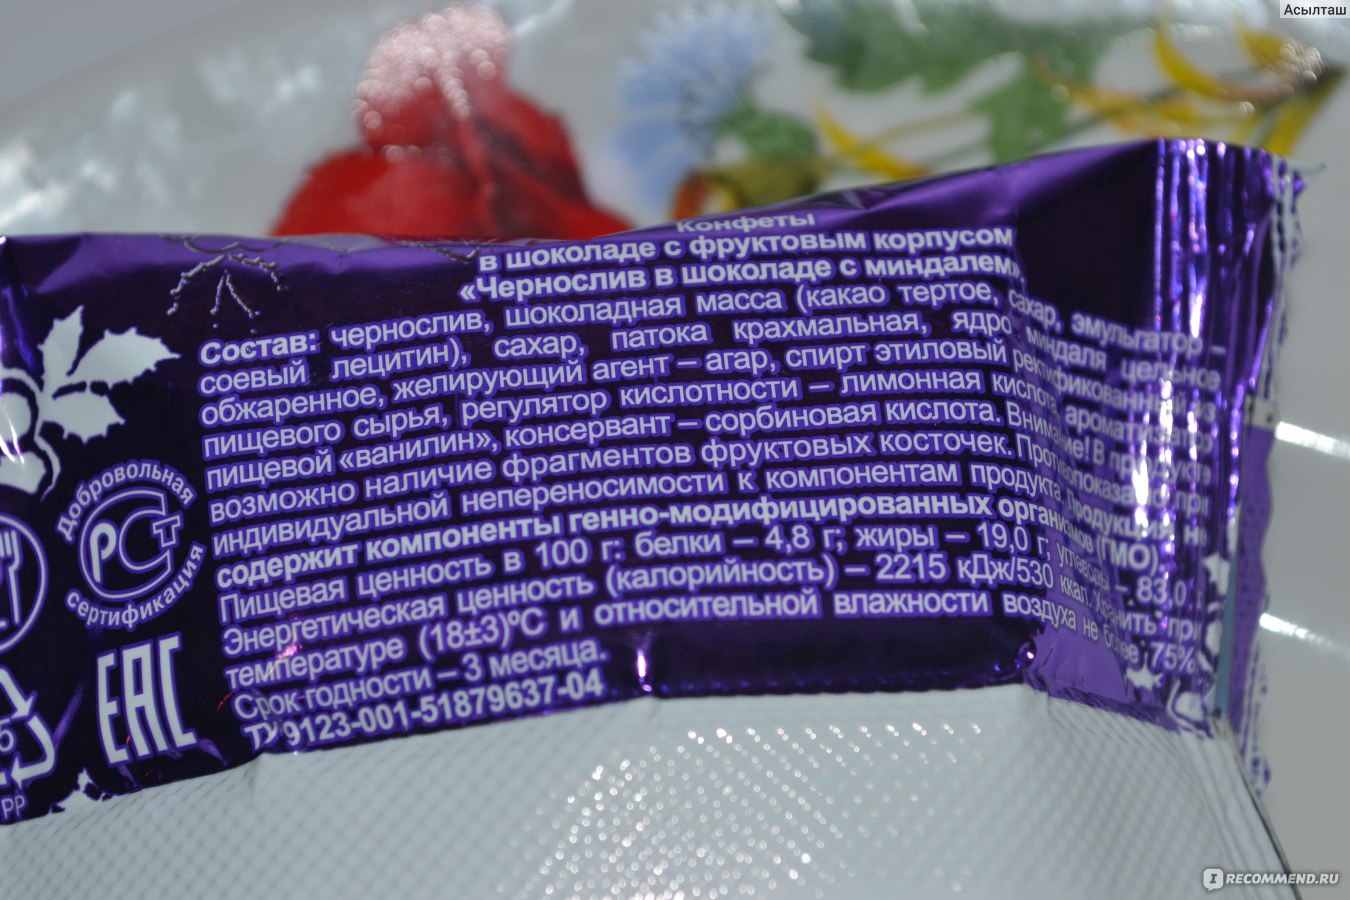 Асылташ
Конфеты
в шоколаде с фруктовым корпусом
«Чернослив в шоколаде с миндалем»
Состав: чернослив, шоколадная масса (какао тертое, сахар, эмульгатор –
соевый лецитин), сахар, патока крахмальная, ядро миндаля цельное
обжаренное, желирующий агент – агар, спирт этиловый ректификованный из
пищевого сырья, регулятор кислотности – лимонная кислота, ароматизатор
пищевой «ванилин», консервант – сорбиновая кислота. Внимание! В продукте
возможно наличие фрагментов фруктовых косточек. Противопоказано при
индивидуальной непереносимости к компонентам продукта. Продукция не
содержит компоненты генно-модифицированных организмов (ГМО).
Пищевая ценность в 100 г: белки – 4,8 г; жиры – 19,0 г; углеводы – 83,0
Энергетическая ценность (калорийность) – 2215 кДж/530 ккал. Хранить при
температуре (18±3)°С и относительной влажности воздуха не более 75%
Срок годности – 3 месяца.
ТУ 9123-001-51879637-04
Добровольная
РСТ
сертификация
ЕАС
PP
IRECOMMEND.RU